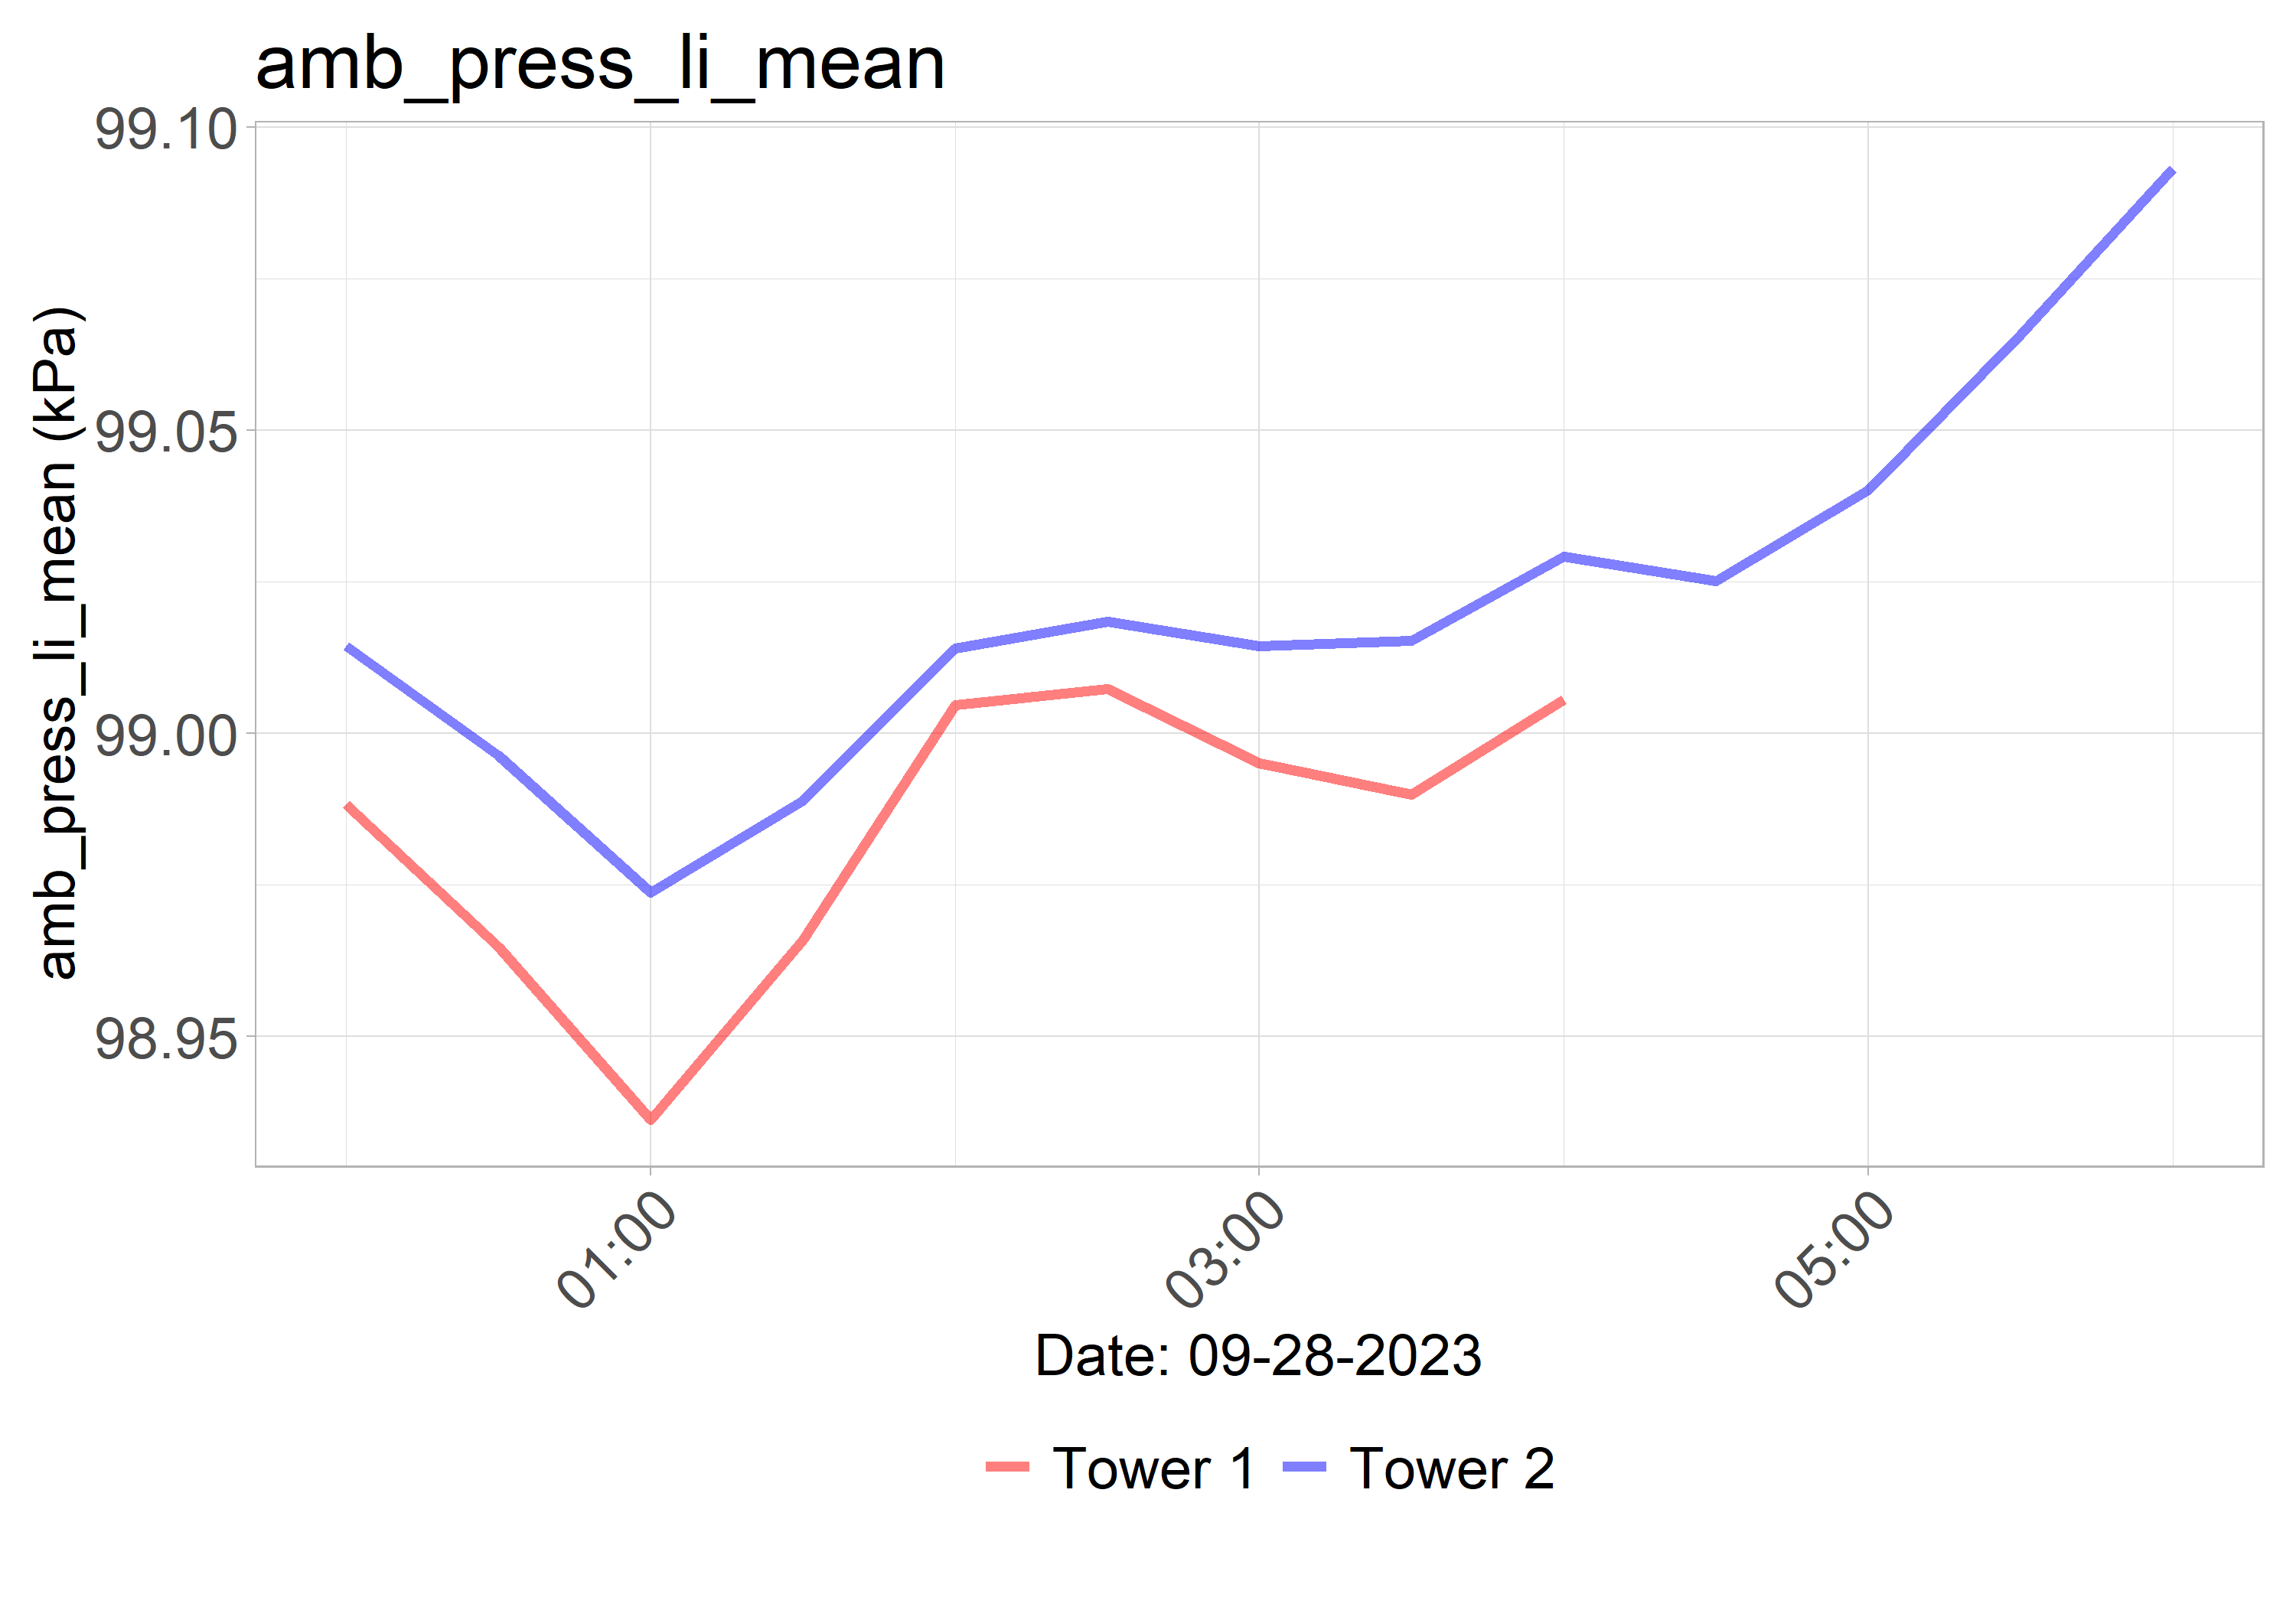 amb_press_li_mean
amb_press_li_mean (kPa)
99.10
99.05
99.00
98.95
01:00 03:00 05:00
Date: 09-28-2023
Tower 1 Tower 2